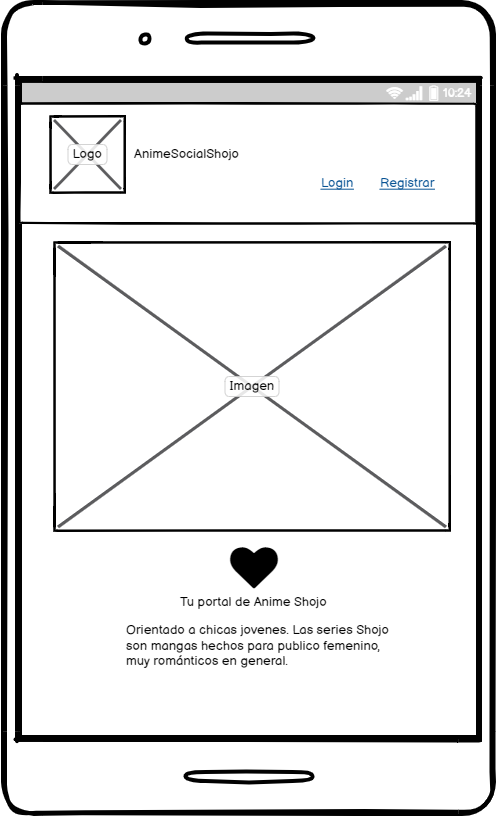 10:24
Logo
AnimeSocialShojo
Login Registrar
Imagen
Tu portal de Anime Shojo
Orientado a chicas jovenes. Las series Shojo
son mangas hechos para publico femenino,
muy románticos en general.